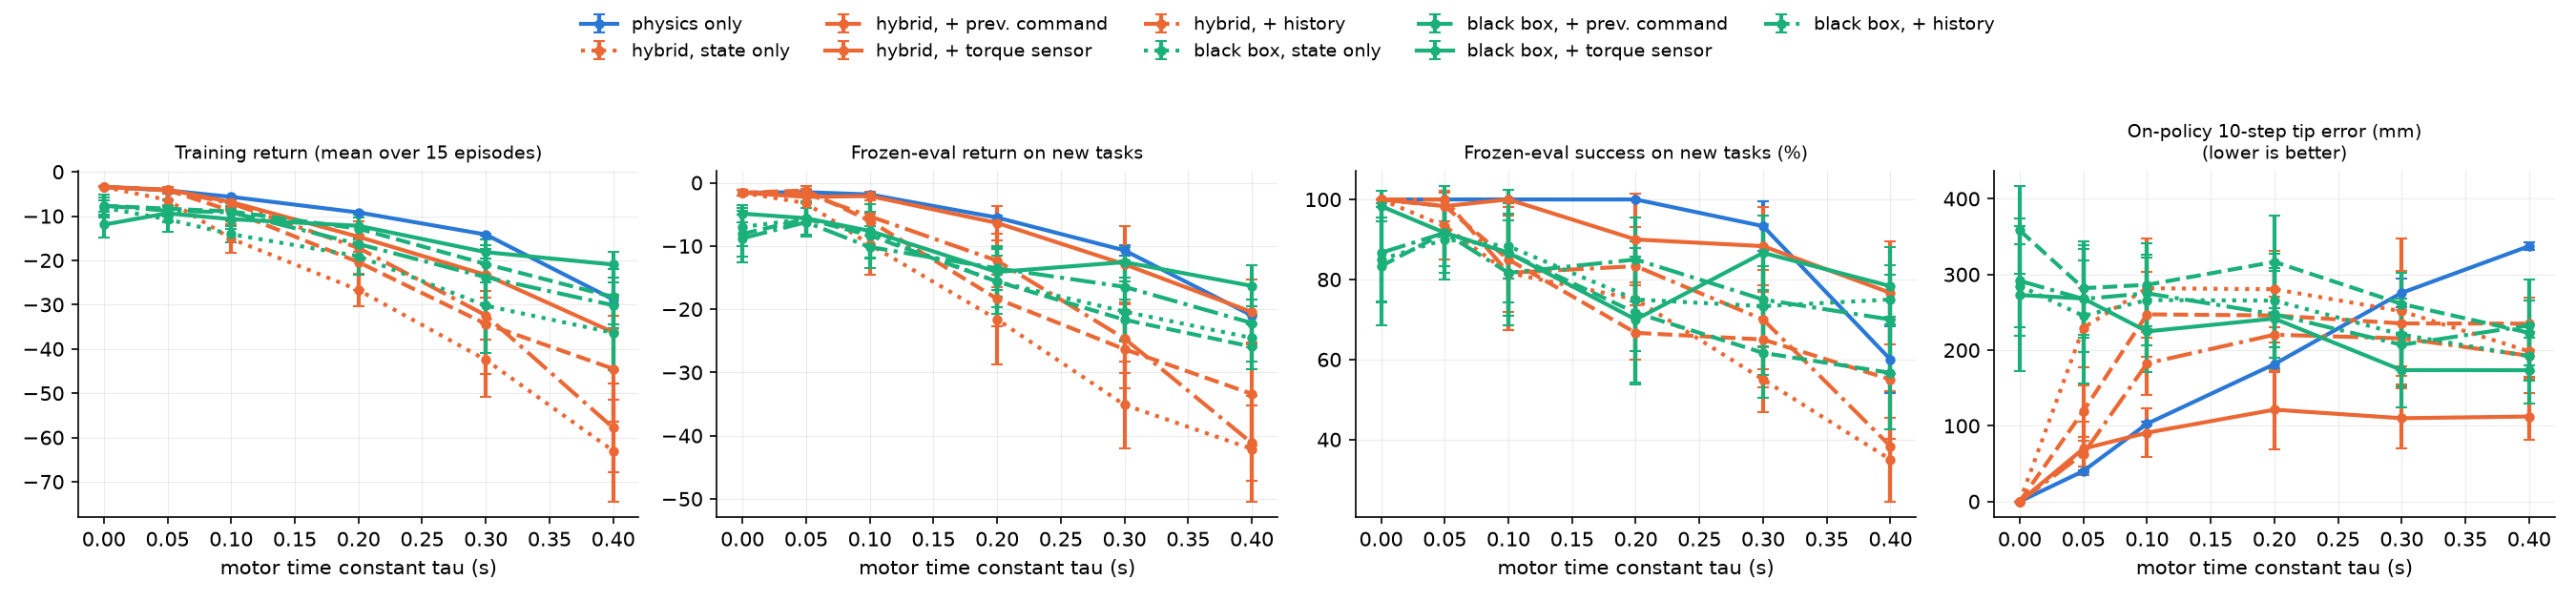 physics only
hybrid, state only
hybrid, + prev. command
hybrid, + torque sensor
hybrid, + history
black box, state only
black box, + prev. command
black box, + torque sensor
black box, + history
Training return (mean over 15 episodes)
0
−10
−20
−30
−40
−50
−60
−70
0.00 0.05 0.10 0.15 0.20 0.25 0.30 0.35 0.40
motor time constant tau (s)
Frozen-eval return on new tasks
0
−10
−20
−30
−40
−50
0.00 0.05 0.10 0.15 0.20 0.25 0.30 0.35 0.40
motor time constant tau (s)
Frozen-eval success on new tasks (%)
100
80
60
40
0.00 0.05 0.10 0.15 0.20 0.25 0.30 0.35 0.40
motor time constant tau (s)
On-policy 10-step tip error (mm)
(lower is better)
400
300
200
100
0
0.00 0.05 0.10 0.15 0.20 0.25 0.30 0.35 0.40
motor time constant tau (s)